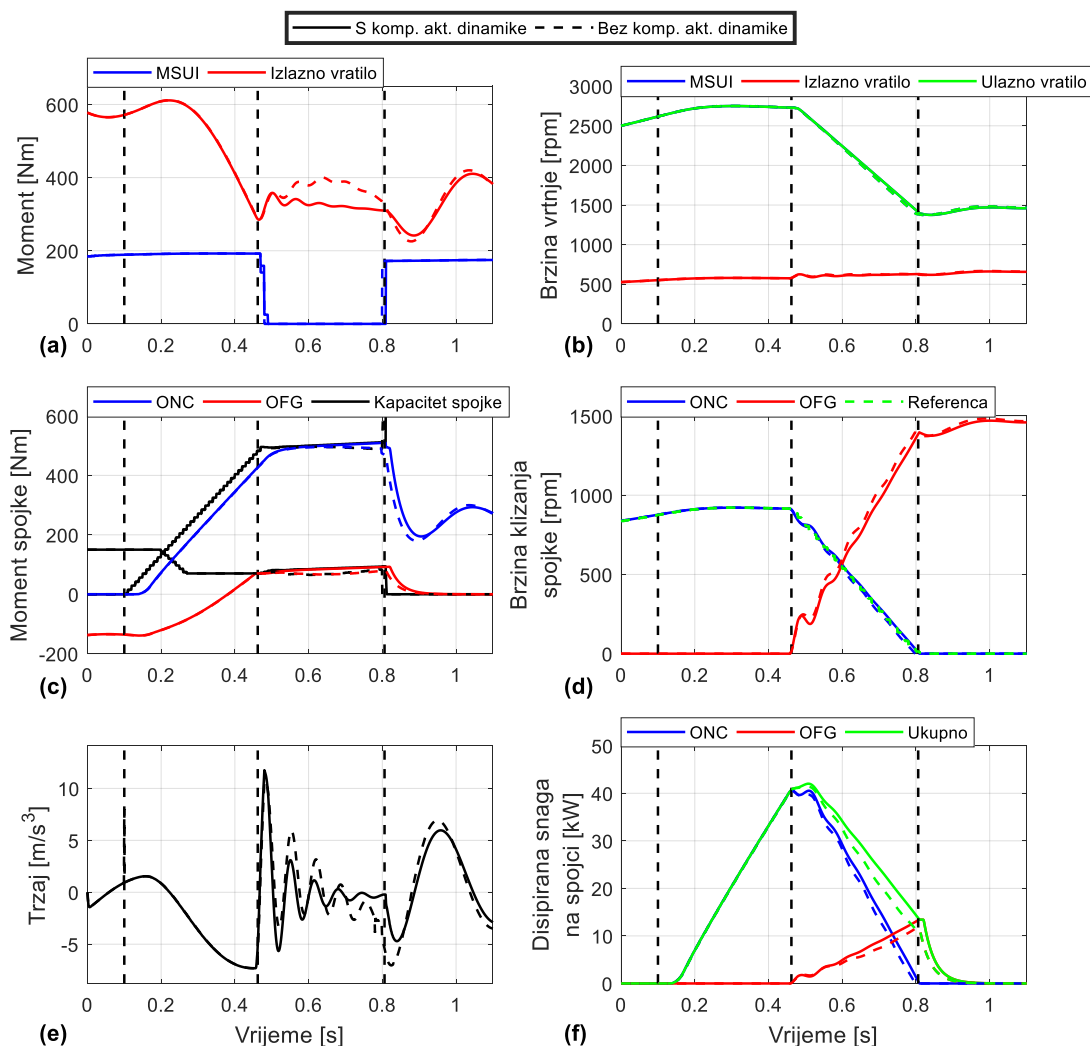 S komp. akt. dinamike Bez komp. akt. dinamike
MSUI Izlazno vratilo
Moment [Nm]
600
400
200
0
0 0.2 0.4 0.6 0.8 1
(a)
MSUI Izlazno vratilo Ulazno vratilo
Brzina vrtnje [rpm]
3000
2500
2000
1500
1000
500
0
0 0.2 0.4 0.6 0.8 1
(b)
ONC OFG Kapacitet spojke
Moment spojke [Nm]
600
400
200
0
-200
0 0.2 0.4 0.6 0.8 1
(c)
ONC OFG Referenca
Brzina klizanja
spojke [rpm]
1500
1000
500
0
0 0.2 0.4 0.6 0.8 1
(d)
Trzaj [m/s³]
10
5
0
-5
0 0.2 0.4 0.6 0.8 1
Vrijeme [s]
(e)
ONC OFG Ukupno
Disipirana snaga
na spojci [kW]
50
40
30
20
10
0
0 0.2 0.4 0.6 0.8 1
Vrijeme [s]
(f)